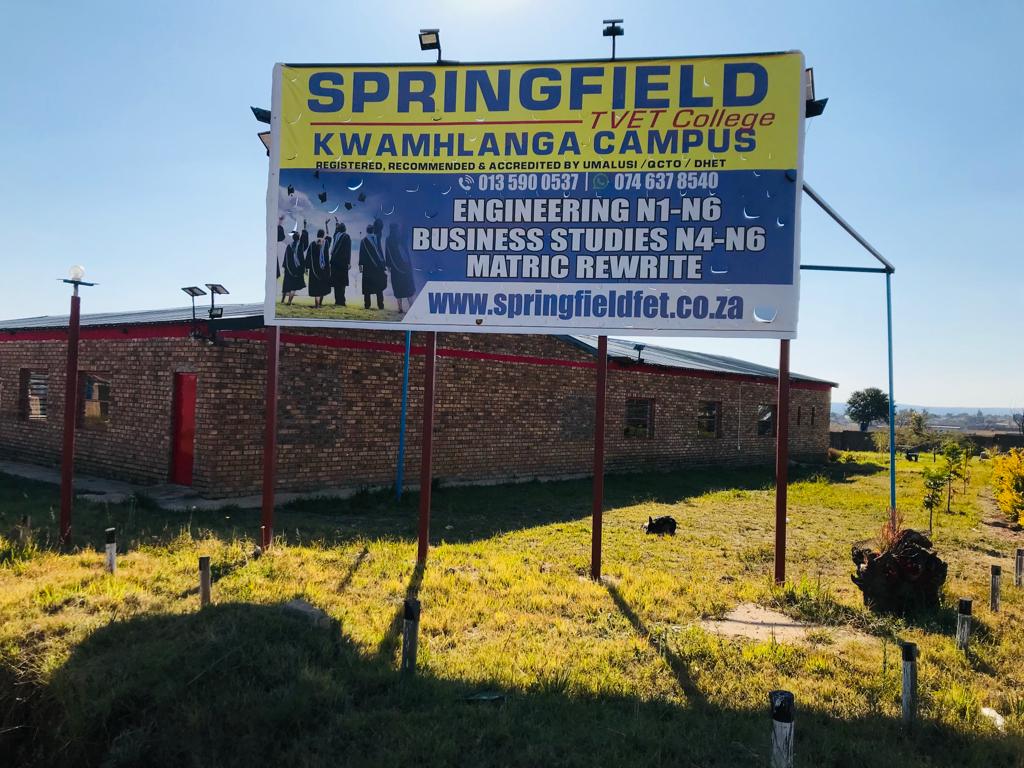 SPRINGFIELD
TVET College
KWAMHLANGA CAMPUS
REGISTERED, RECOMMENDED & ACCREDITED BY UMALUSI / QCTO / DHET
013 590 0537 | 074 637 8540
ENGINEERING N1-N6
BUSINESS STUDIES N4-N6
MATRIC REWRITE
www.springfieldfet.co.za